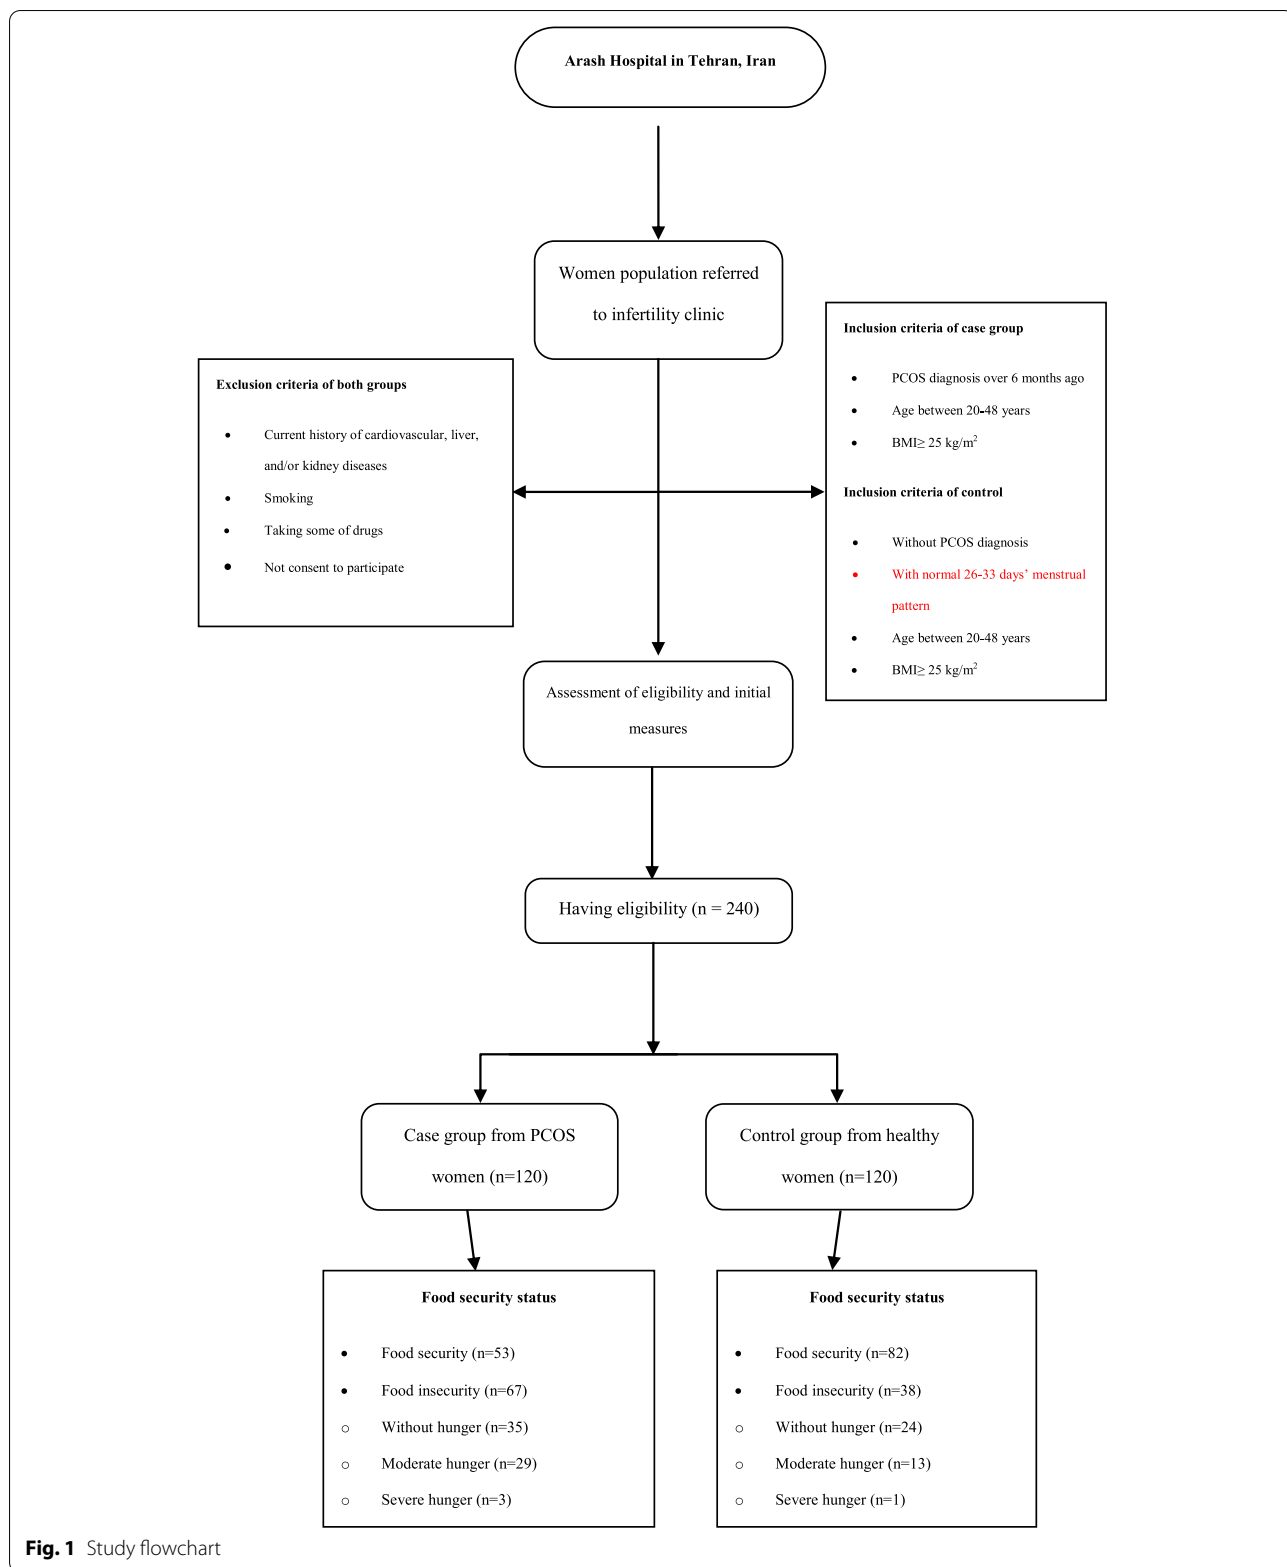 Arash Hospital in Tehran, Iran
Women population referred
to infertility clinic
Exclusion criteria of both groups
• Current history of cardiovascular, liver,
and/or kidney diseases
• Smoking
• Taking some of drugs
• Not consent to participate
Inclusion criteria of case group
• PCOS diagnosis over 6 months ago
• Age between 20-48 years
• BMI≥ 25 kg/m²
Inclusion criteria of control
• Without PCOS diagnosis
• With normal 26-33 days’ menstrual
pattern
• Age between 20-48 years
• BMI≥ 25 kg/m²
Assessment of eligibility and initial
measures
Having eligibility (n = 240)
Case group from PCOS
women (n=120)
Control group from healthy
women (n=120)
Food security status
• Food security (n=53)
• Food insecurity (n=67)
○ Without hunger (n=35)
○ Moderate hunger (n=29)
○ Severe hunger (n=3)
Food security status
• Food security (n=82)
• Food insecurity (n=38)
○ Without hunger (n=24)
○ Moderate hunger (n=13)
○ Severe hunger (n=1)
Fig. 1 Study flowchart